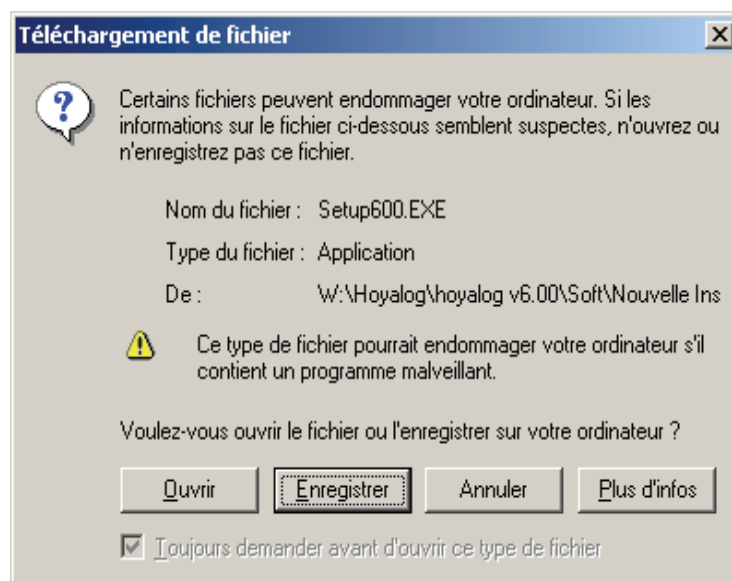 Téléchargement de fichier
Certains fichiers peuvent endommager votre ordinateur. Si les
informations sur le fichier ci-dessous semblent suspectes, n'ouvrez ou
n'enregistrez pas ce fichier.
Nom du fichier : Setup600.EXE
Type du fichier : Application
De : W:\Hoyalog\hoyalog v6.00\Soft\Nouvelle Ins
Ce type de fichier pourrait endommager votre ordinateur s'il
contient un programme malveillant.
Voulez-vous ouvrir le fichier ou l'enregistrer sur votre ordinateur ?
Ouvrir Enregistrer Annuler Plus d'infos
Toujours demander avant d'ouvrir ce type de fichier